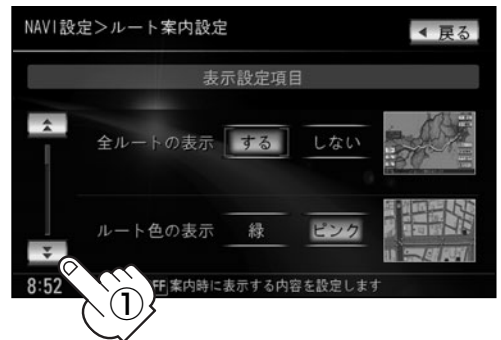 NAVI設定>ルート案内設定
◀ 戻る
表示設定項目
全ルートの表示 する しない
ルート色の表示 緑 ピンク
8:52 FF 案内時に表示する内容を設定します
①